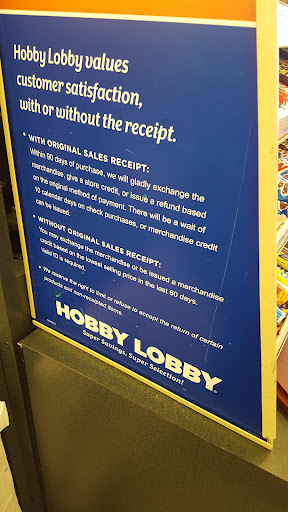 Hobby Lobby values
customer satisfaction,
with or without the receipt.
• WITH ORIGINAL SALES RECEIPT:
Within 90 days of purchase, we will gladly exchange the
merchandise, give a store credit, or issue a refund based
on the original method of payment. There will be a wait of
10 calendar days on check purchases, or merchandise credit
can be issued.
• WITHOUT ORIGINAL SALES RECEIPT:
You may exchange the merchandise or be issued a merchandise
credit based on the lowest selling price in the last 60 days.
Valid ID is required.
• We reserve the right to limit or refuse to accept the return of certain
products and non-receipted items.
HOBBY LOBBY
Super Savings, Super Selection!